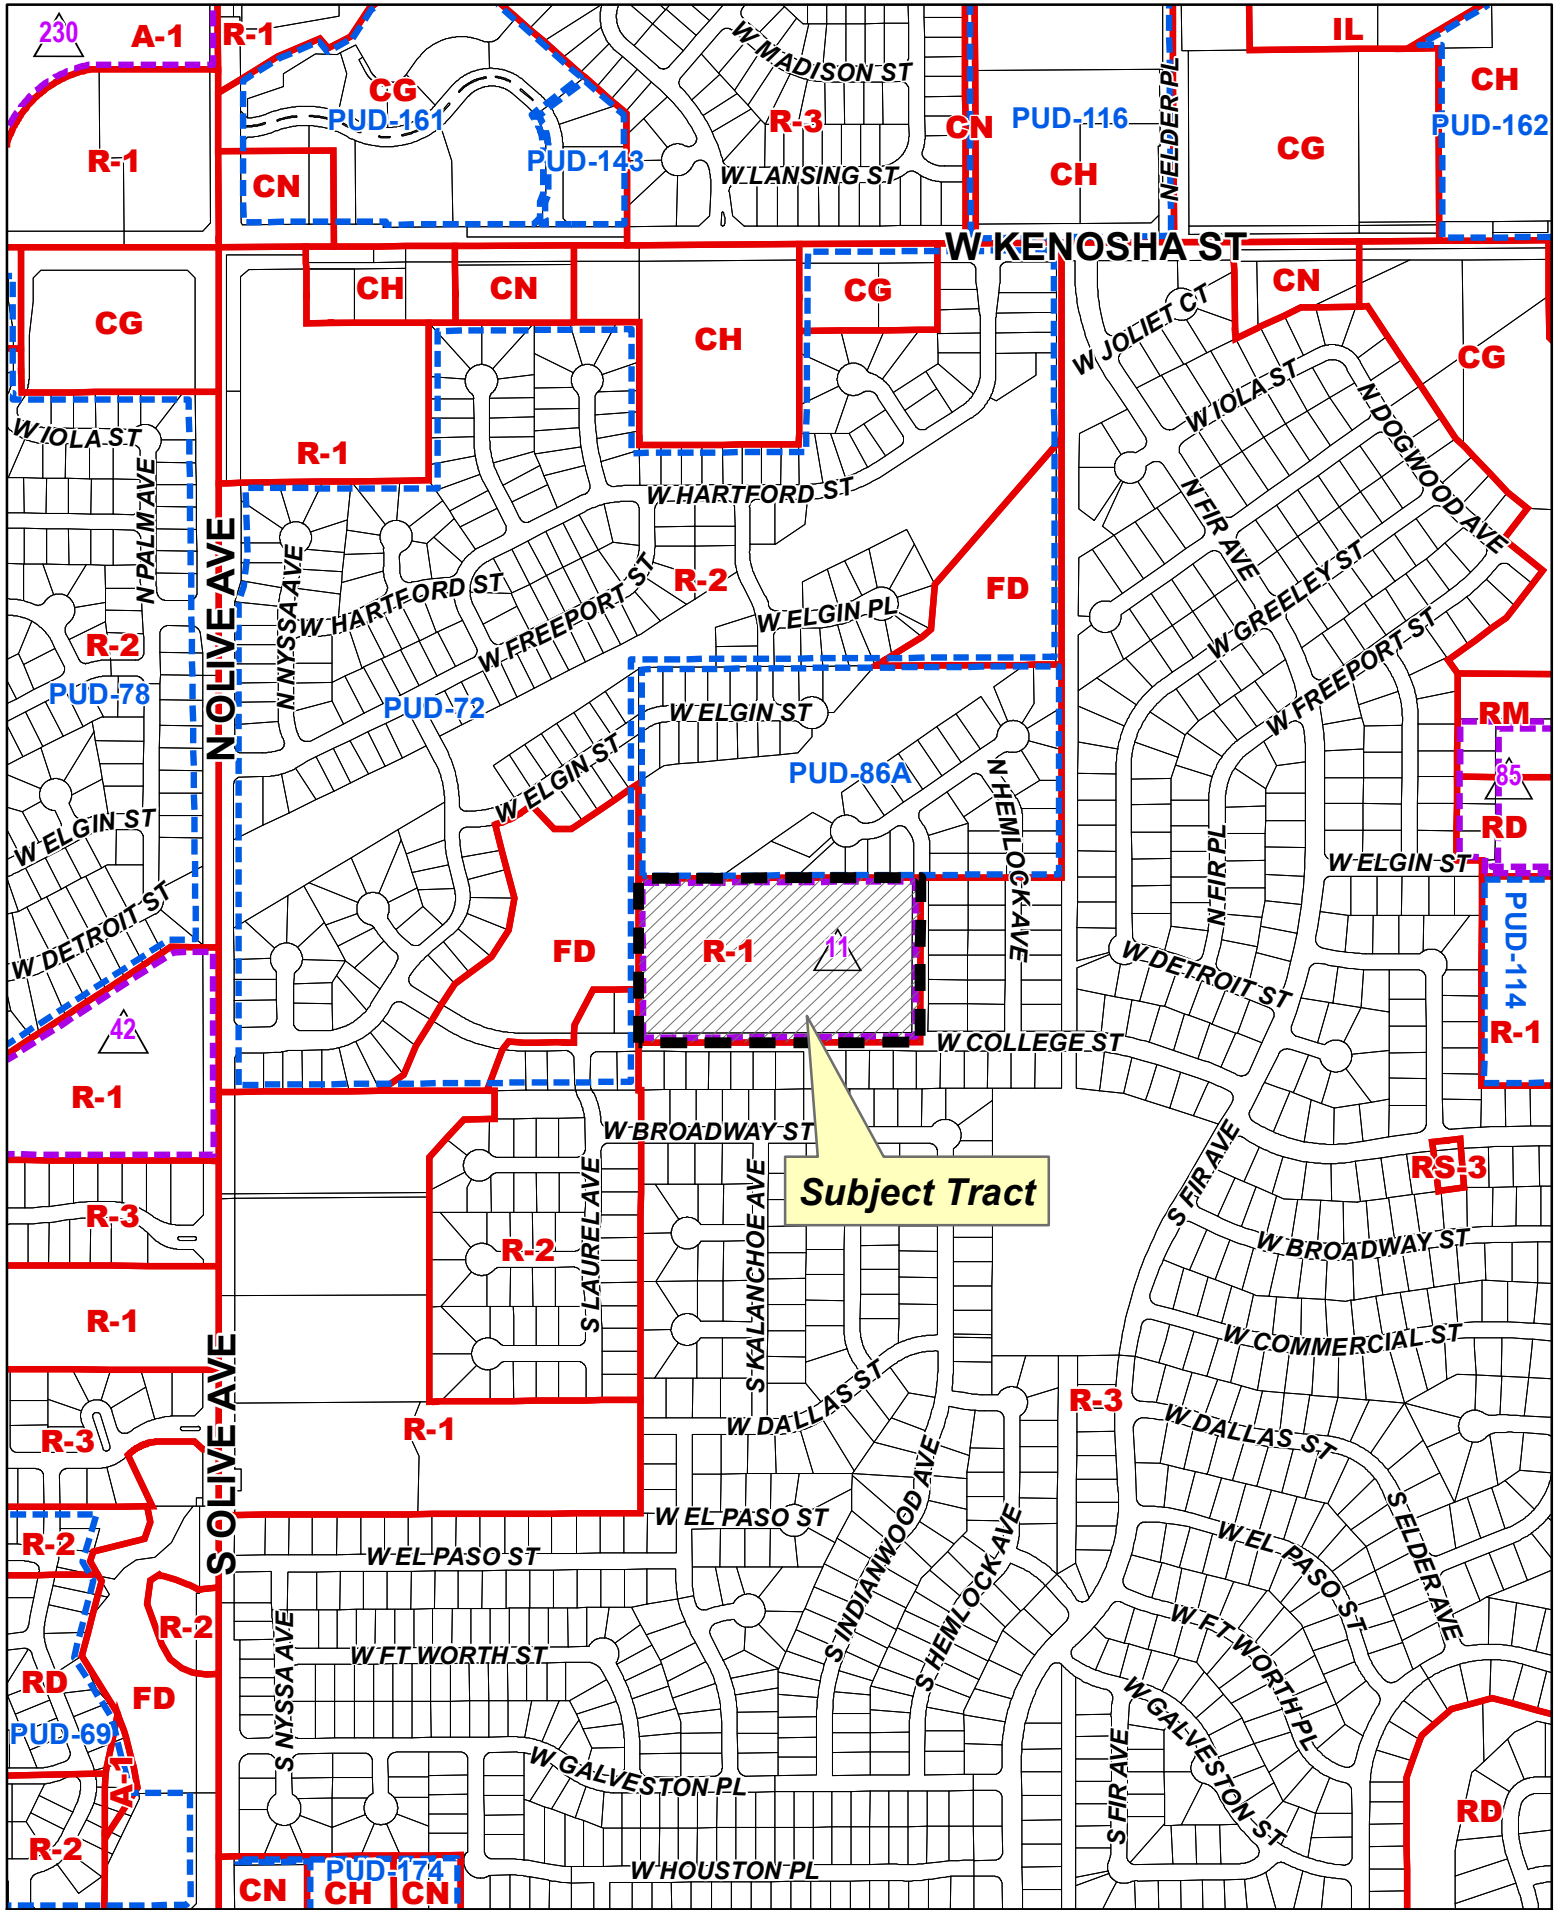 230
A-1
R-1
CG
PUD-161
PUD-143
CN
R-1
W MADISON ST
R-3
W LANSING ST
CN
PUD-116
CH
N ELDER PL
IL
CG
CH
PUD-162
W KENOSHA ST
CG
CH
CN
CH
CG
CN
CG
W JOLIET CT
W IOLA ST
N DOGWOOD AVE
W IOLA ST
N PALM AVE
R-1
W HARTFORD ST
N FIR AVE
W GREELEY ST
W FREEPORT ST
N OLIVE AVE
N NYSSA AVE
W HARTFORD ST
W FREEPORT ST
R-2
W ELGIN PL
FD
R-2
PUD-78
PUD-72
W ELGIN ST
W ELGIN ST
PUD-86A
N HEMLOCK AVE
N FIR PL
RM
85
RD
W ELGIN ST
W ELGIN ST
W DETROIT ST
FD
R-1
11
W DETROIT ST
PUD-114
R-1
42
R-1
W COLLEGE ST
W BROADWAY ST
Subject Tract
S FIR AVE
RS-3
R-3
R-2
S LAUREL AVE
S KALANCHOE AVE
W BROADWAY ST
R-1
W COMMERCIAL ST
S OLIVE AVE
R-3
R-1
W DALLAS ST
R-3
W DALLAS ST
W EL PASO ST
W EL PASO ST
S INDIANWOOD AVE
S HEMLOCK AVE
W EL PASO ST
S ELDER AVE
R-2
R-2
S NYSSA AVE
W FT WORTH ST
W FT WORTH PL
RD
FD
PUD-69
A-1
W GALVESTON PL
S FIR AVE
W GALVESTON ST
R-2
RD
PUD-174
CN
CH
CN
W HOUSTON PL